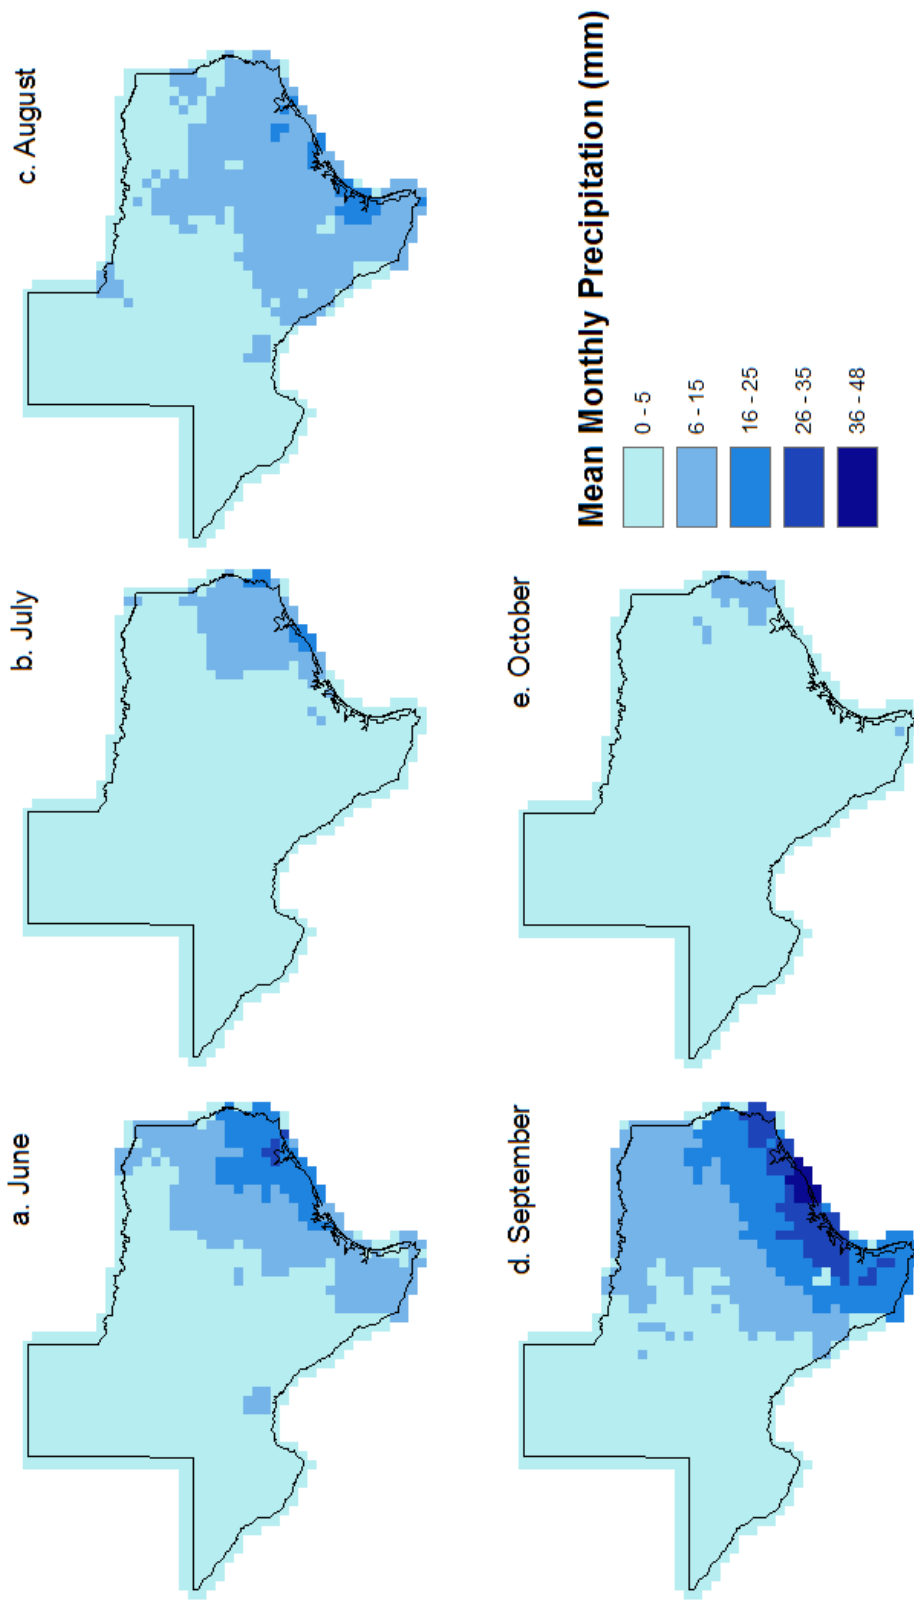 a. June
b. July
c. August
d. September
e. October
Mean Monthly Precipitation (mm)
0 - 5
6 - 15
16 - 25
26 - 35
36 - 48